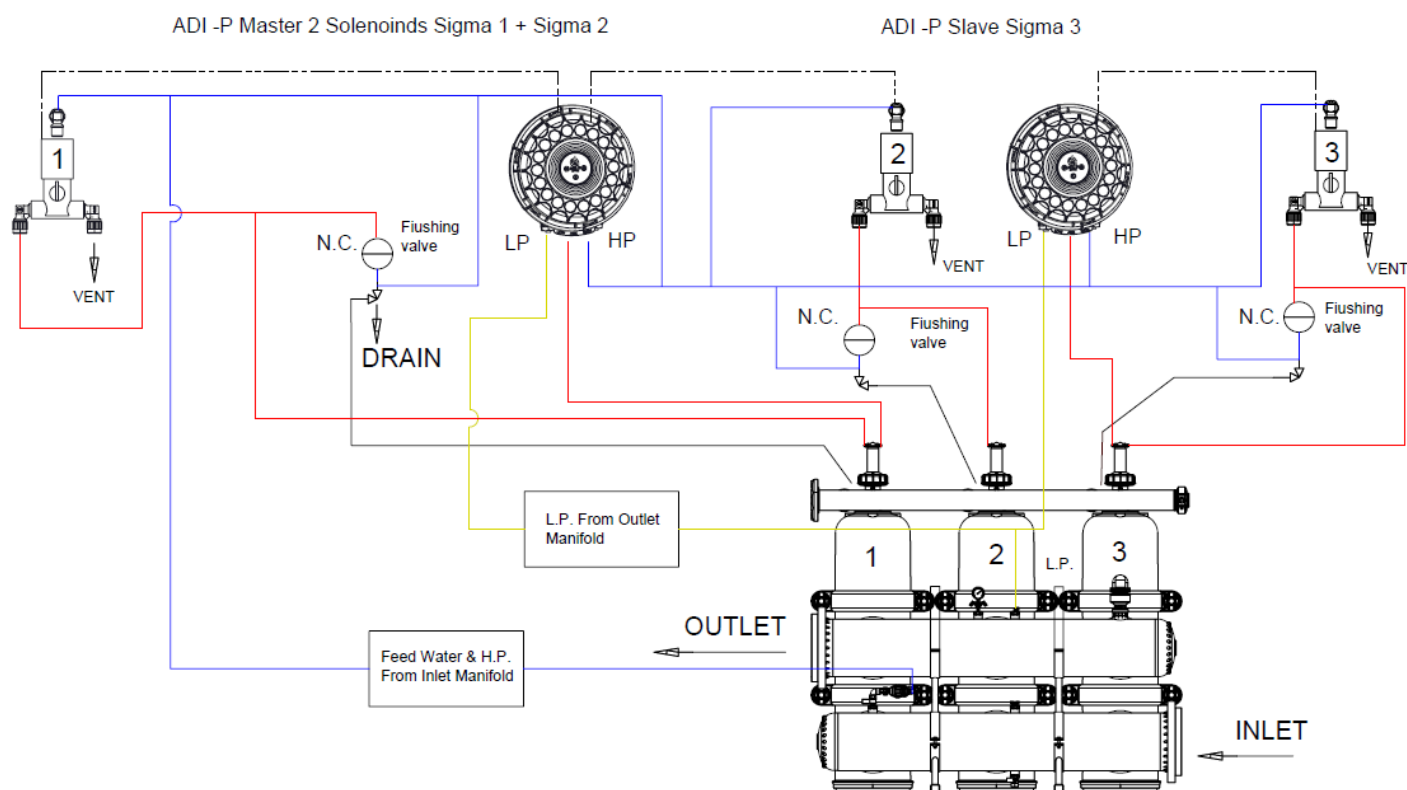 ADI -P Master 2 Solenoinds Sigma 1 + Sigma 2
ADI -P Slave Sigma 3
1
2
3
N.C.
Fiushing
valve
LP
HP
LP
HP
VENT
VENT
VENT
DRAIN
N.C.
Fiushing
valve
N.C.
Fiushing
valve
L.P. From Outlet
Manifold
1
2
3
L.P.
OUTLET
Feed Water & H.P.
From Inlet Manifold
INLET